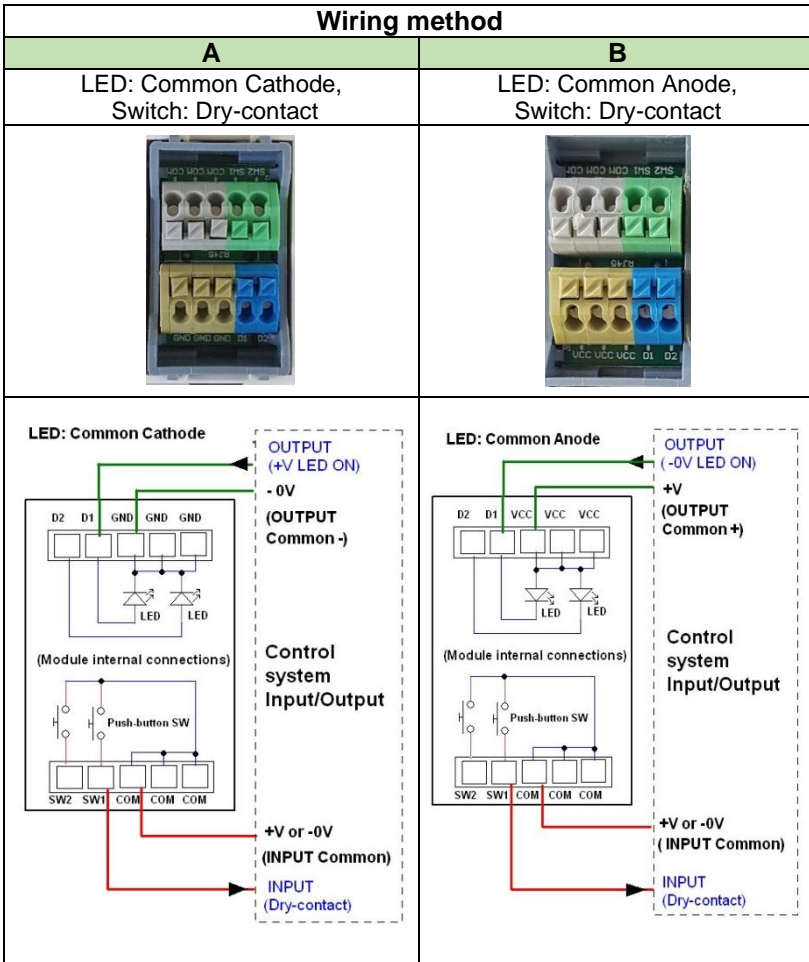 Wiring method
A
B
LED: Common Cathode,
Switch: Dry-contact
LED: Common Anode,
Switch: Dry-contact
COM COM COM SW1 SW2
RJ45
GND GND GND D1 D2
COM COM COM SW1 SW2
RJ45
VCC VCC VCC D1 D2
LED: Common Cathode
OUTPUT
(+V LED ON)
- 0V
(OUTPUT
Common -)
D2 D1 GND GND GND
LED LED
(Module internal connections)
Control
system
Input/Output
Push-button SW
SW2 SW1 COM COM COM
+V or -0V
(INPUT Common)
INPUT
(Dry-contact)
LED: Common Anode
OUTPUT
( -0V LED ON)
+V
(OUTPUT
Common +)
D2 D1 VCC VCC VCC
LED LED
(Module internal connections)
Control
system
Input/Output
Push-button SW
SW2 SW1 COM COM COM
+V or -0V
( INPUT Common)
INPUT
(Dry-contact)